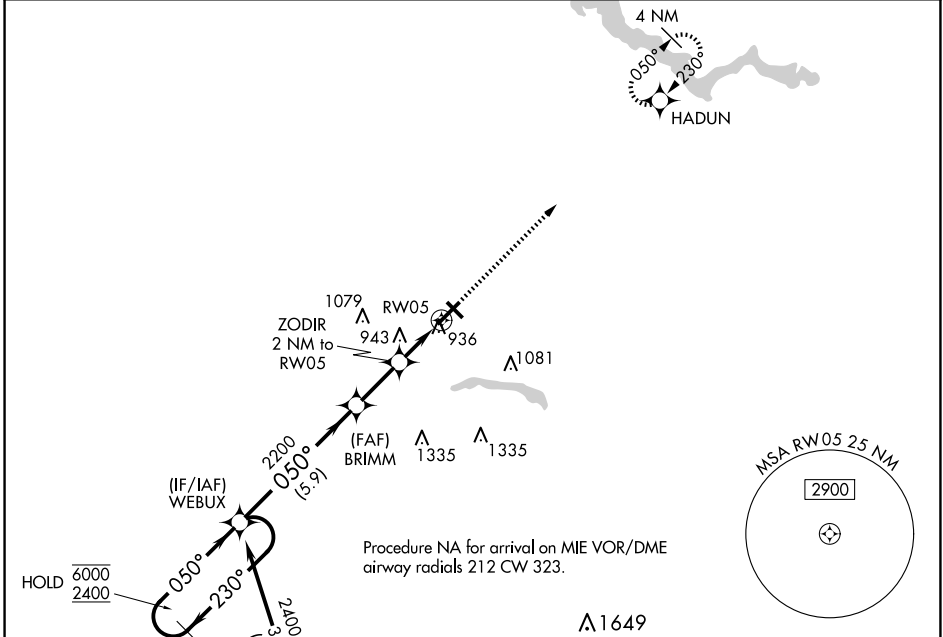 4 NM
050°
230°
HADUN
1079
RW05
ZODIR
2 NM to
RW05
943
936
1081
(FAF)
BRIMM
1335
1335
2200
050°
(5.9)
(IF/IAF)
WEBUX
MSA RW05 25 NM
2900
Procedure NA for arrival on MIE VOR/DME
airway radials 212 CW 323.
HOLD
6000
2400
050°
230°
2400
1649